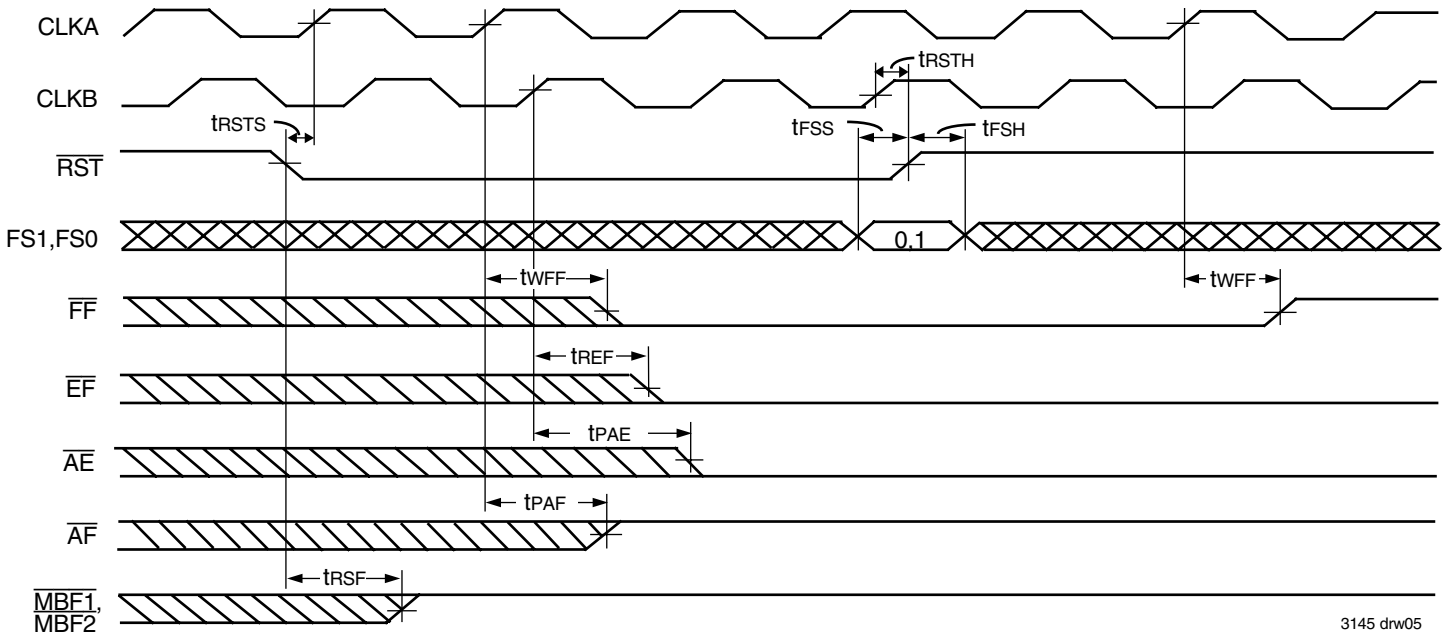 CLKA
tRSTH
CLKB
tRSTS
tFSS
tFSH
RST
FS1,FS0
0,1
tWFF
tWFF
FF
tREF
EF
tPAE
AE
tPAF
AF
tRSF
MBF1,
MBF2
3145 drw05